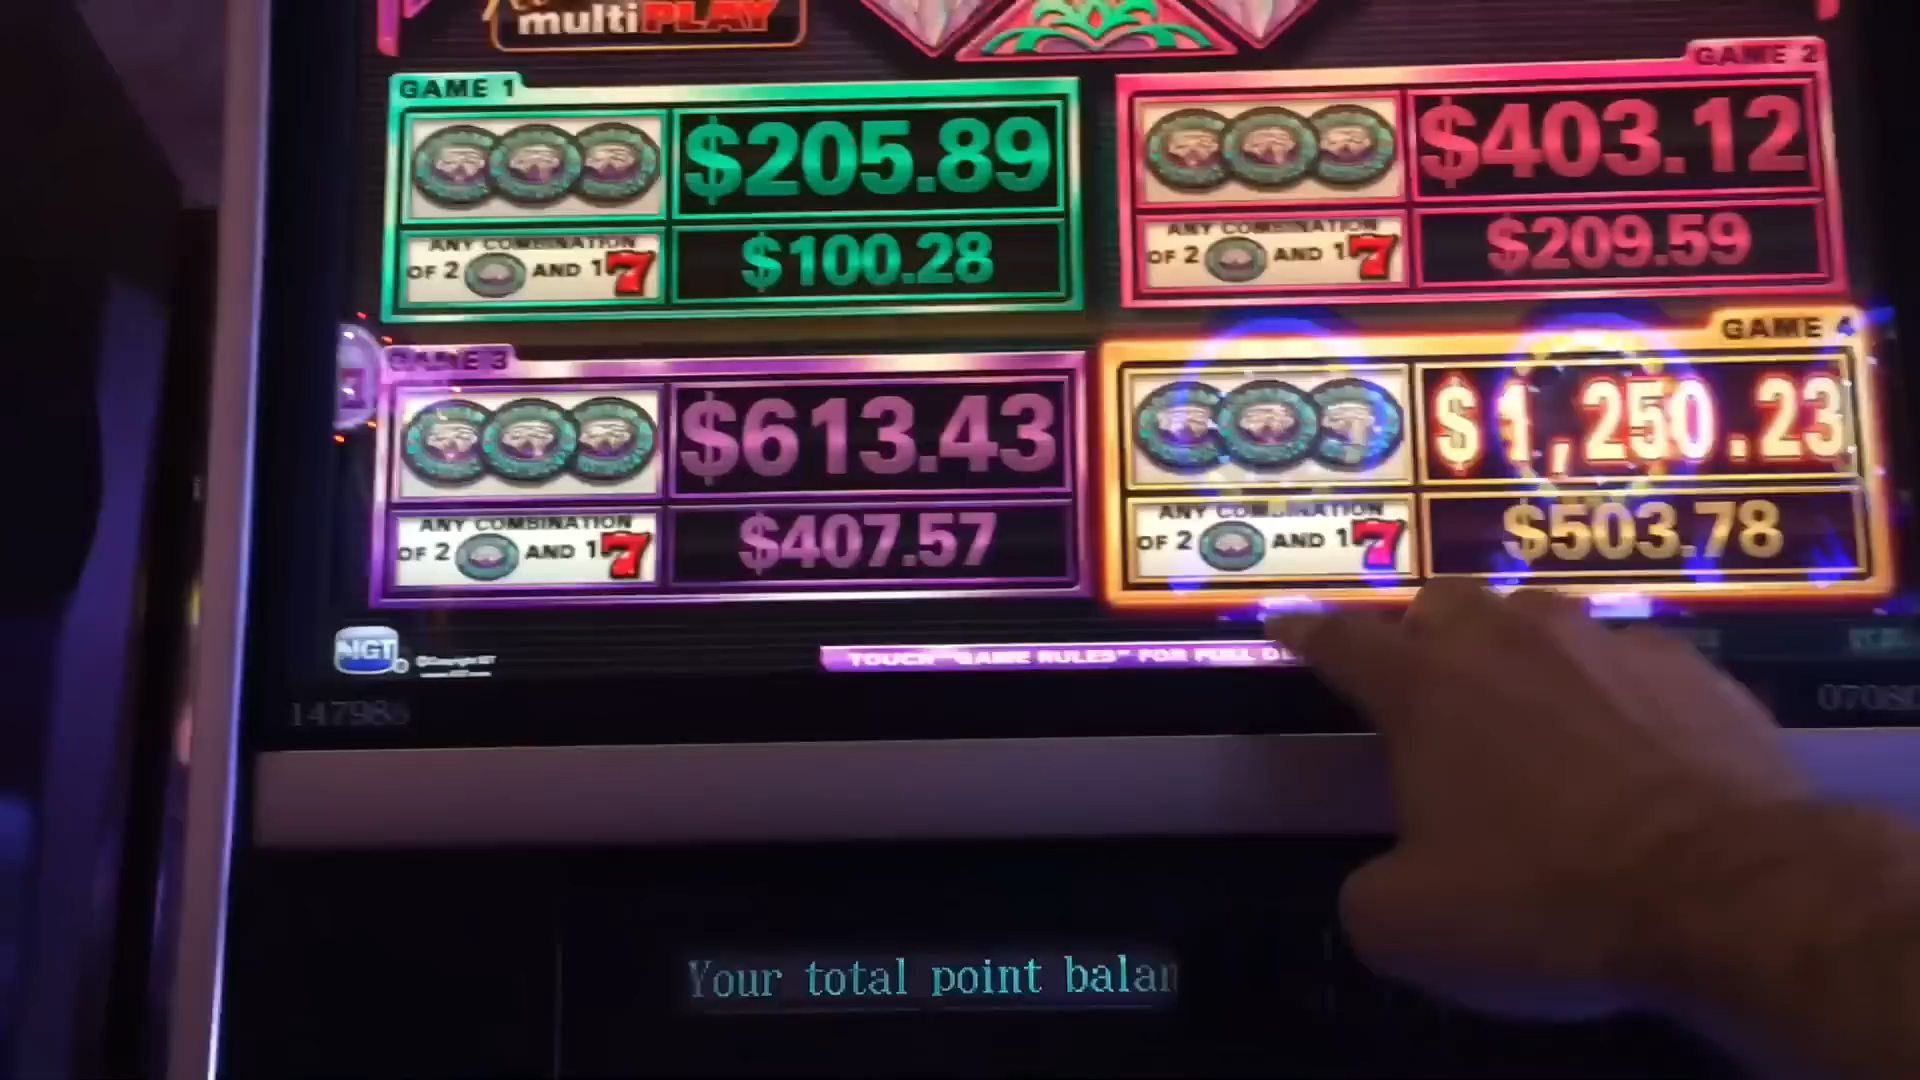 multiPLAY
GAME 1
$205.89
ANY COMBINATION
OF 2 AND 1 7
$100.28
GAME 2
$403.12
ANY COMBINATION
OF 2 AND 1 7
$209.59
GAME 3
$613.43
ANY COMBINATION
OF 2 AND 1 7
$407.57
GAME 4
$1,250.23
ANY COMBINATION
OF 2 AND 1 7
$503.78
IGT
TOUCH "GAME RULES" FOR FULL
Your total point balan